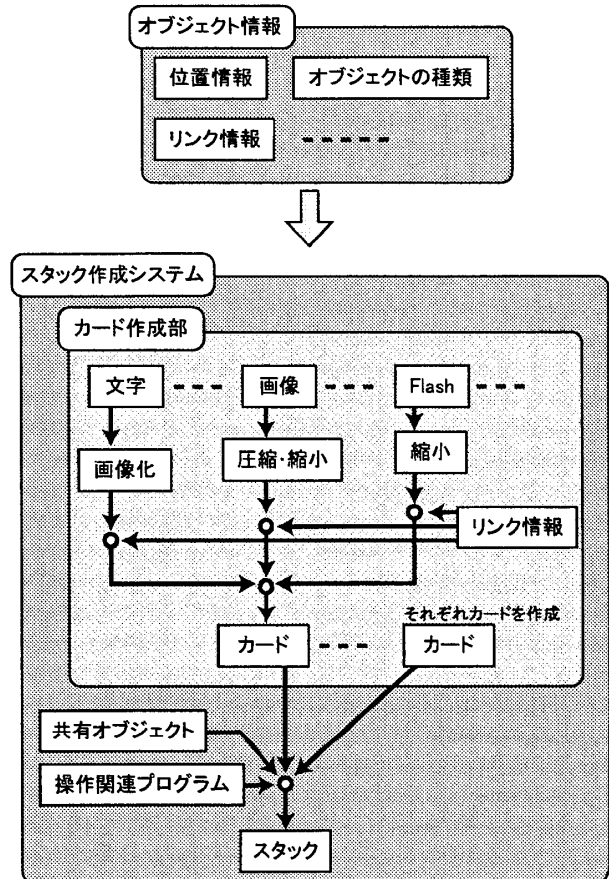 オブジェクト情報
位置情報
オブジェクトの種類
リンク情報
スタック作成システム
カード作成部
文字
画像
Flash
画像化
圧縮・縮小
縮小
リンク情報
それぞれカードを作成
カード
カード
共有オブジェクト
操作関連プログラム
スタック